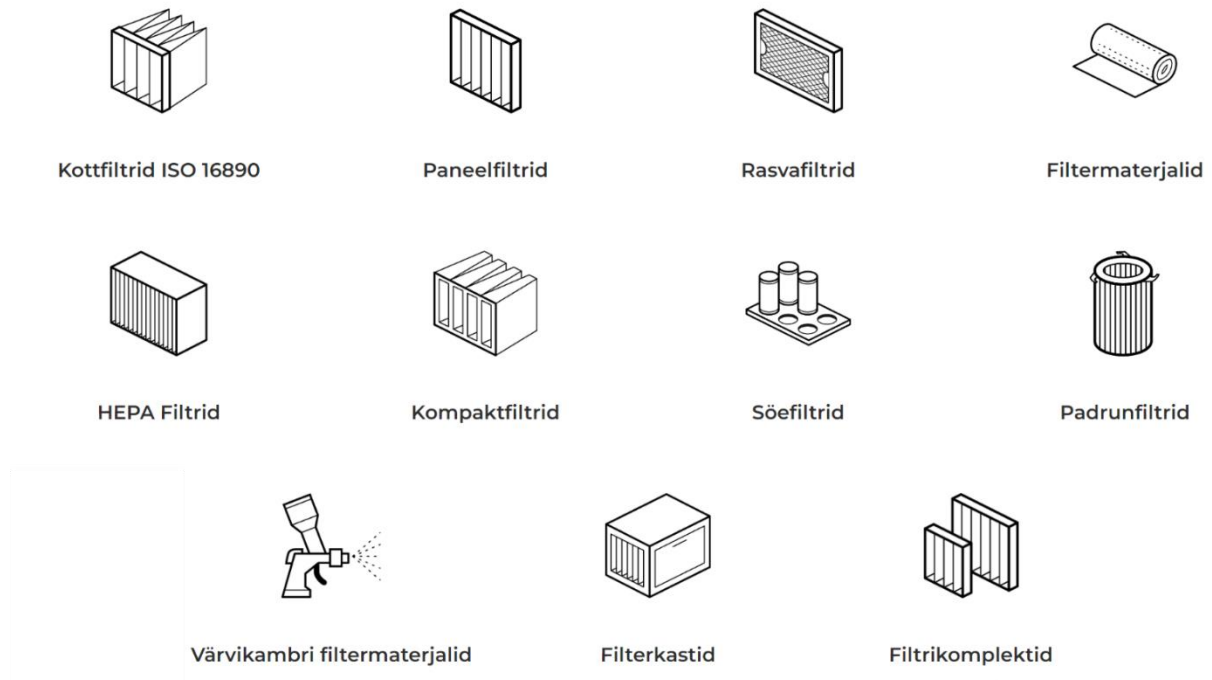 Kottfiltrid ISO 16890
Paneelfiltrid
Rasvafiltrid
Filtermaterjalid
HEPA Filtrid
Kompaktfiltrid
Söefiltrid
Padrunfiltrid
Värvikambri filtermaterjalid
Filterkastid
Filtrikomplektid